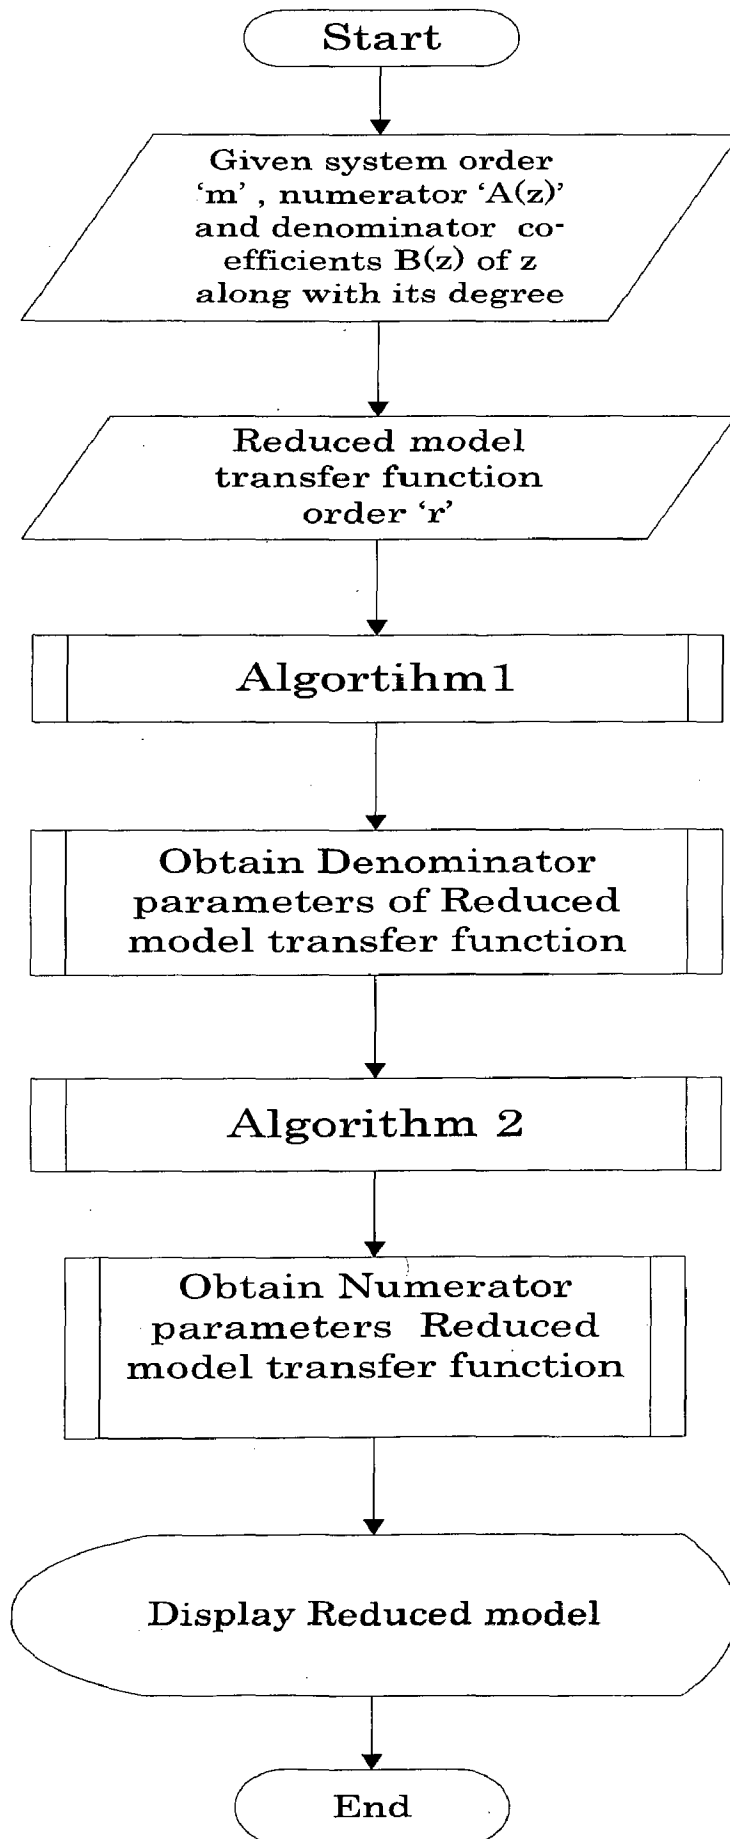 Start
Given system order
‘m’ , numerator ‘A(z)’
and denominator co-
efficients B(z) of z
along with its degree
Reduced model
transfer function
order ‘r’
Algortihm1
Obtain Denominator
parameters of Reduced
model transfer function
Algorithm 2
Obtain Numerator
parameters Reduced
model transfer function
Display Reduced model
End